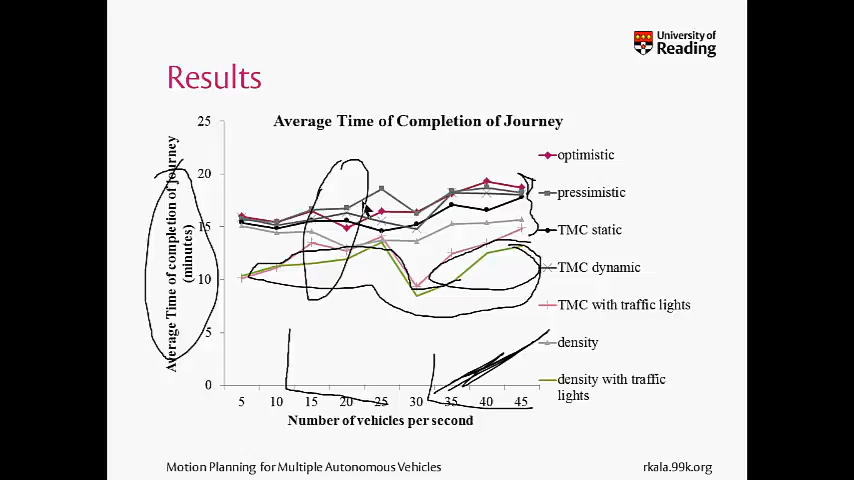 University of
Reading
Results
Average Time of Completion of Journey
25
20
15
10
5
0
Average Time of completion of Journey
(minutes)
5 10 15 20 25 30 35 40 45
Number of vehicles per second
optimistic
pressimistic
TMC static
TMC dynamic
TMC with traffic lights
density
density with traffic
lights
Motion Planning for Multiple Autonomous Vehicles
rkala.99k.org